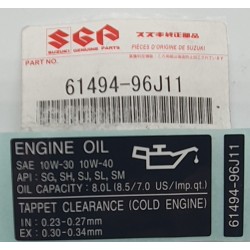 SGP
SUZUKI GENUINE PARTS
スズキ純正部品
PIÈCES D'ORIGINE DE SUZUKI
PART NO.
61494-96J11
ENGINE OIL
SAE 10W-30 10W-40
API: SG, SH, SJ, SL, SM
OIL CAPACITY : 8.0L (8.5/7.0 US/Imp.qt.)
TAPPET CLEARANCE (COLD ENGINE)
IN : 0.23-0.27mm
EX : 0.30-0.34mm
61494-96J11